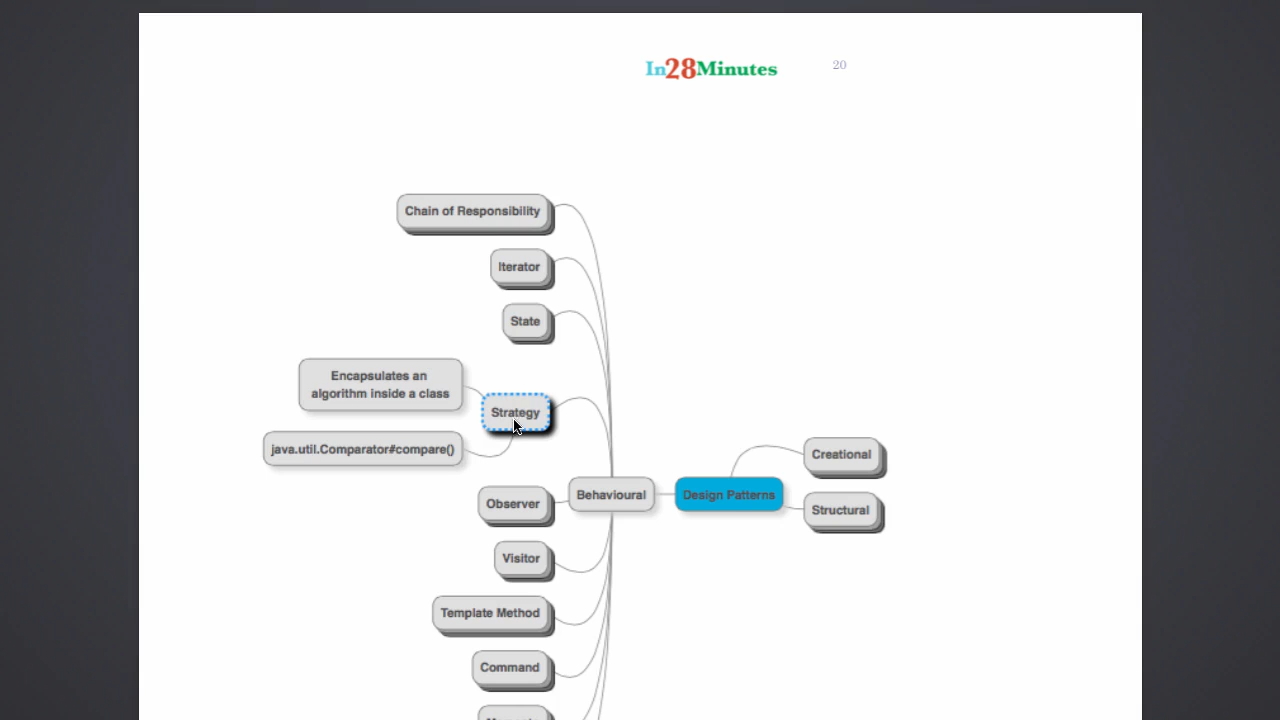 In28Minutes
20
Chain of Responsibility
Iterator
State
Encapsulates an
algorithm inside a class
Strategy
java.util.Comparator#compare()
Creational
Behavioural
Design Patterns
Observer
Structural
Visitor
Template Method
Command